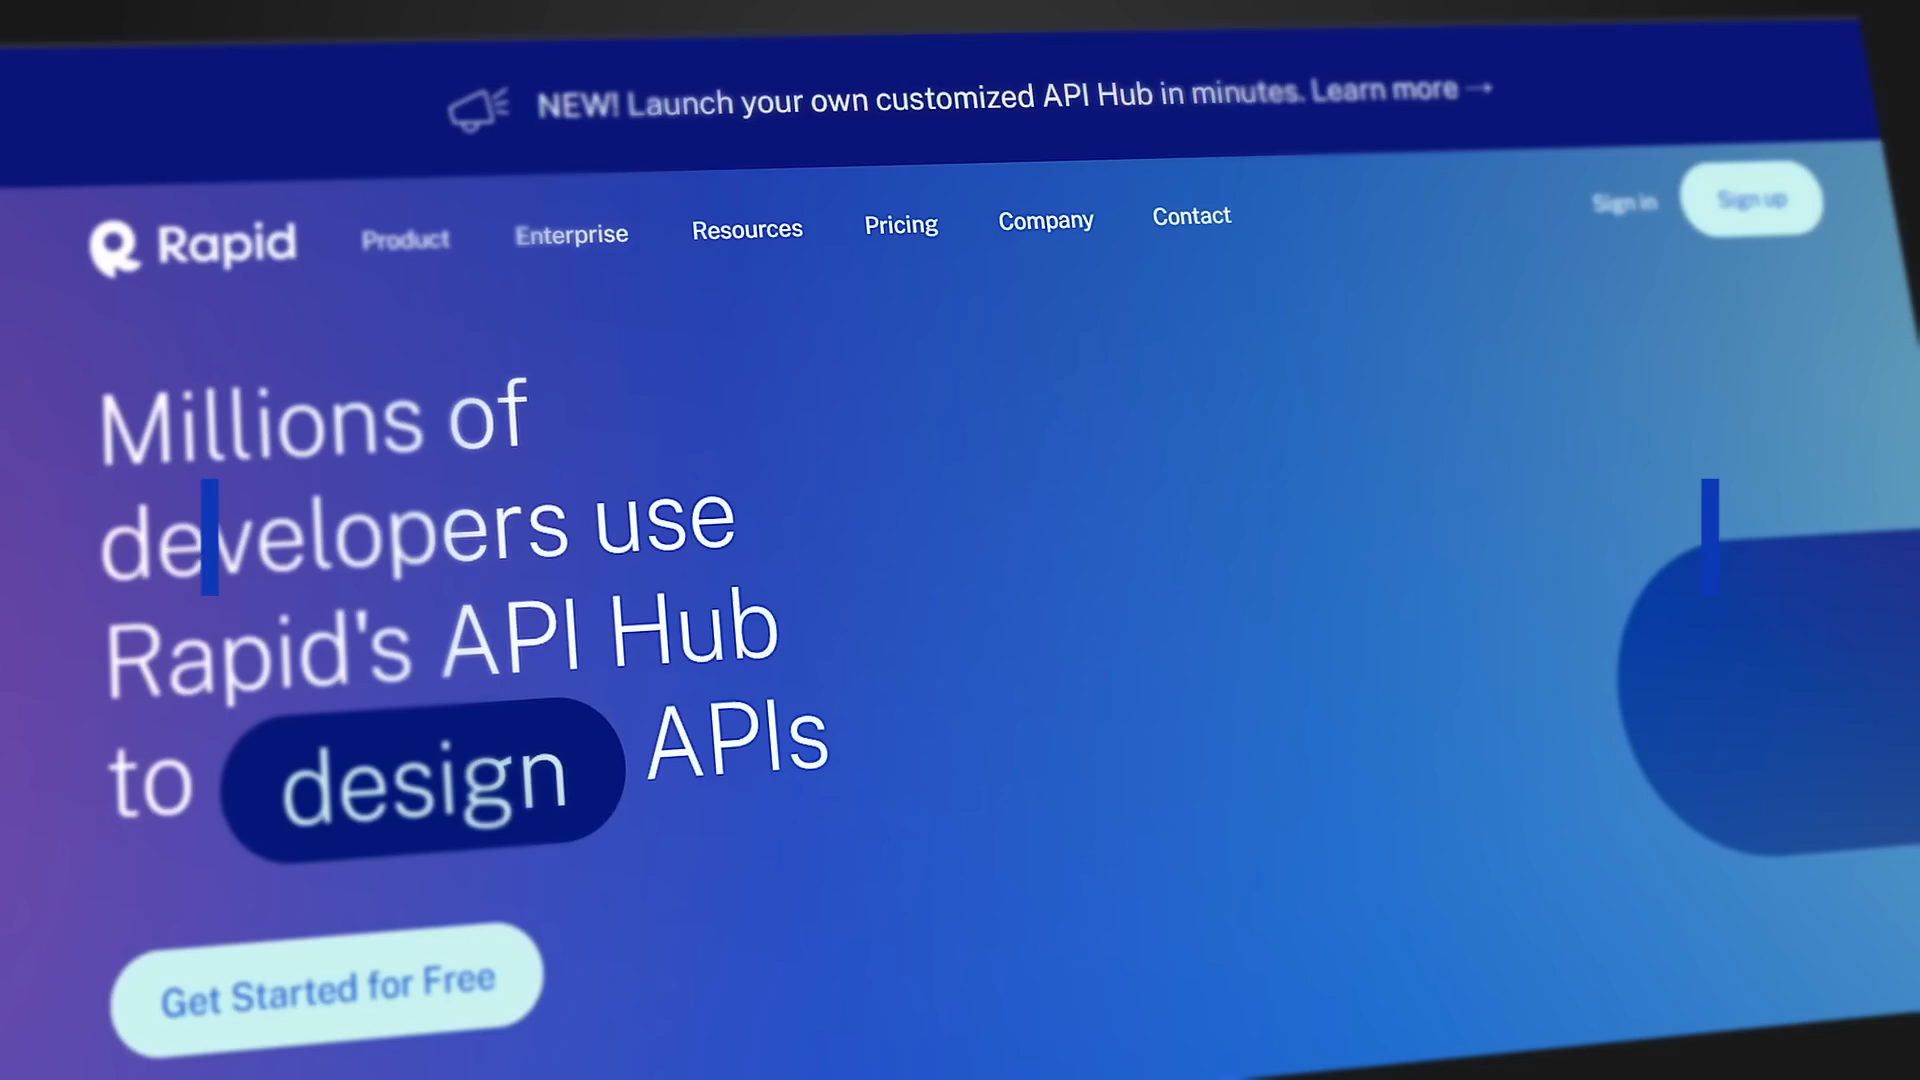 NEW! Launch your own customized API Hub in minutes. Learn more →
Rapid Product Enterprise Resources Pricing Company Contact Sign in Sign up
Millions of
developers use
Rapid's API Hub
to design APIs
Get Started for Free